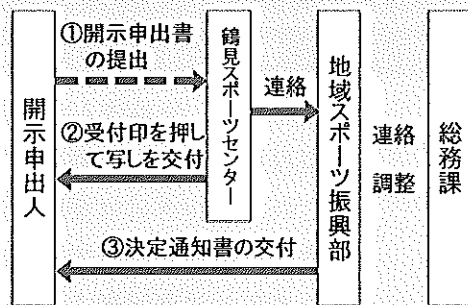 ①開示申出書
の提出
開示申出人
鶴見スポーツセンター
連絡
地域スポーツ振興部
連絡
調整
総務課
②受付印を押し
て写しを交付
③決定通知書の交付